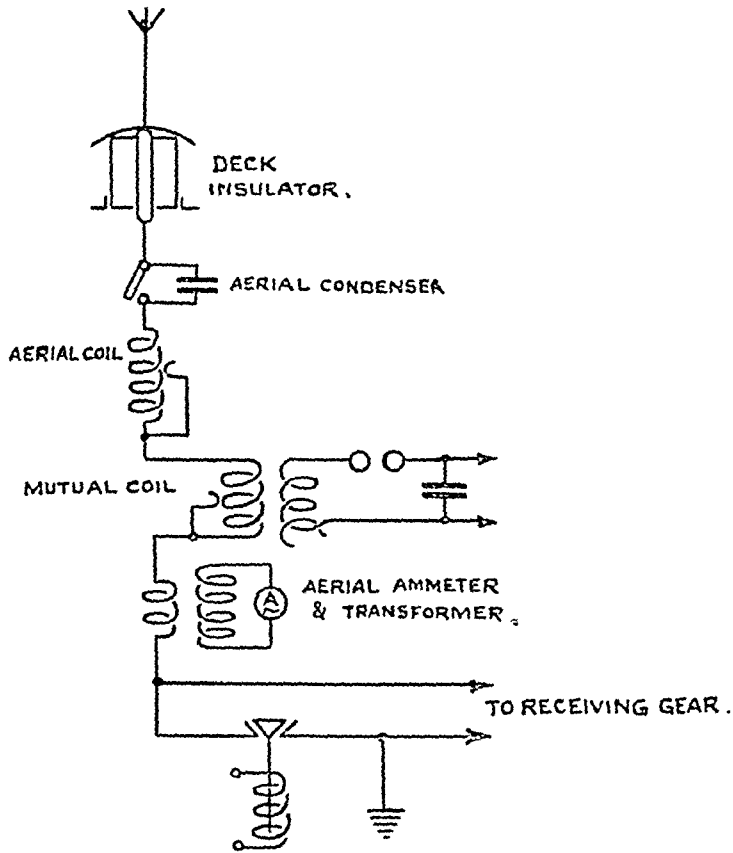 DECK
INSULATOR.
AERIAL CONDENSER
AERIAL COIL
MUTUAL COIL
A
AERIAL AMMETER
& TRANSFORMER.
TO RECEIVING GEAR.